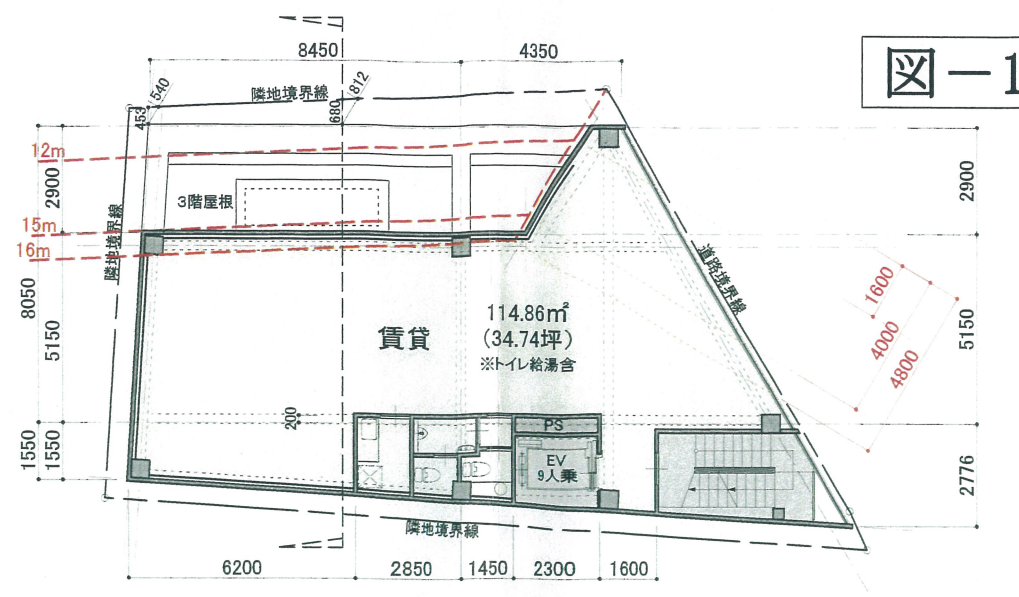 図－1
8450
4350
隣地境界線
453
540
680
812
12m
2900
15m
16m
8050
5150
1550
1550
隣地境界線
3階屋根
賃貸
114.86㎡
(34.74坪)
※トイレ給湯含
道路境界線
1600
4000
4800
2900
5150
2776
200
PS
EV
9人乗
隣地境界線
6200
2850
1450
2300
1600